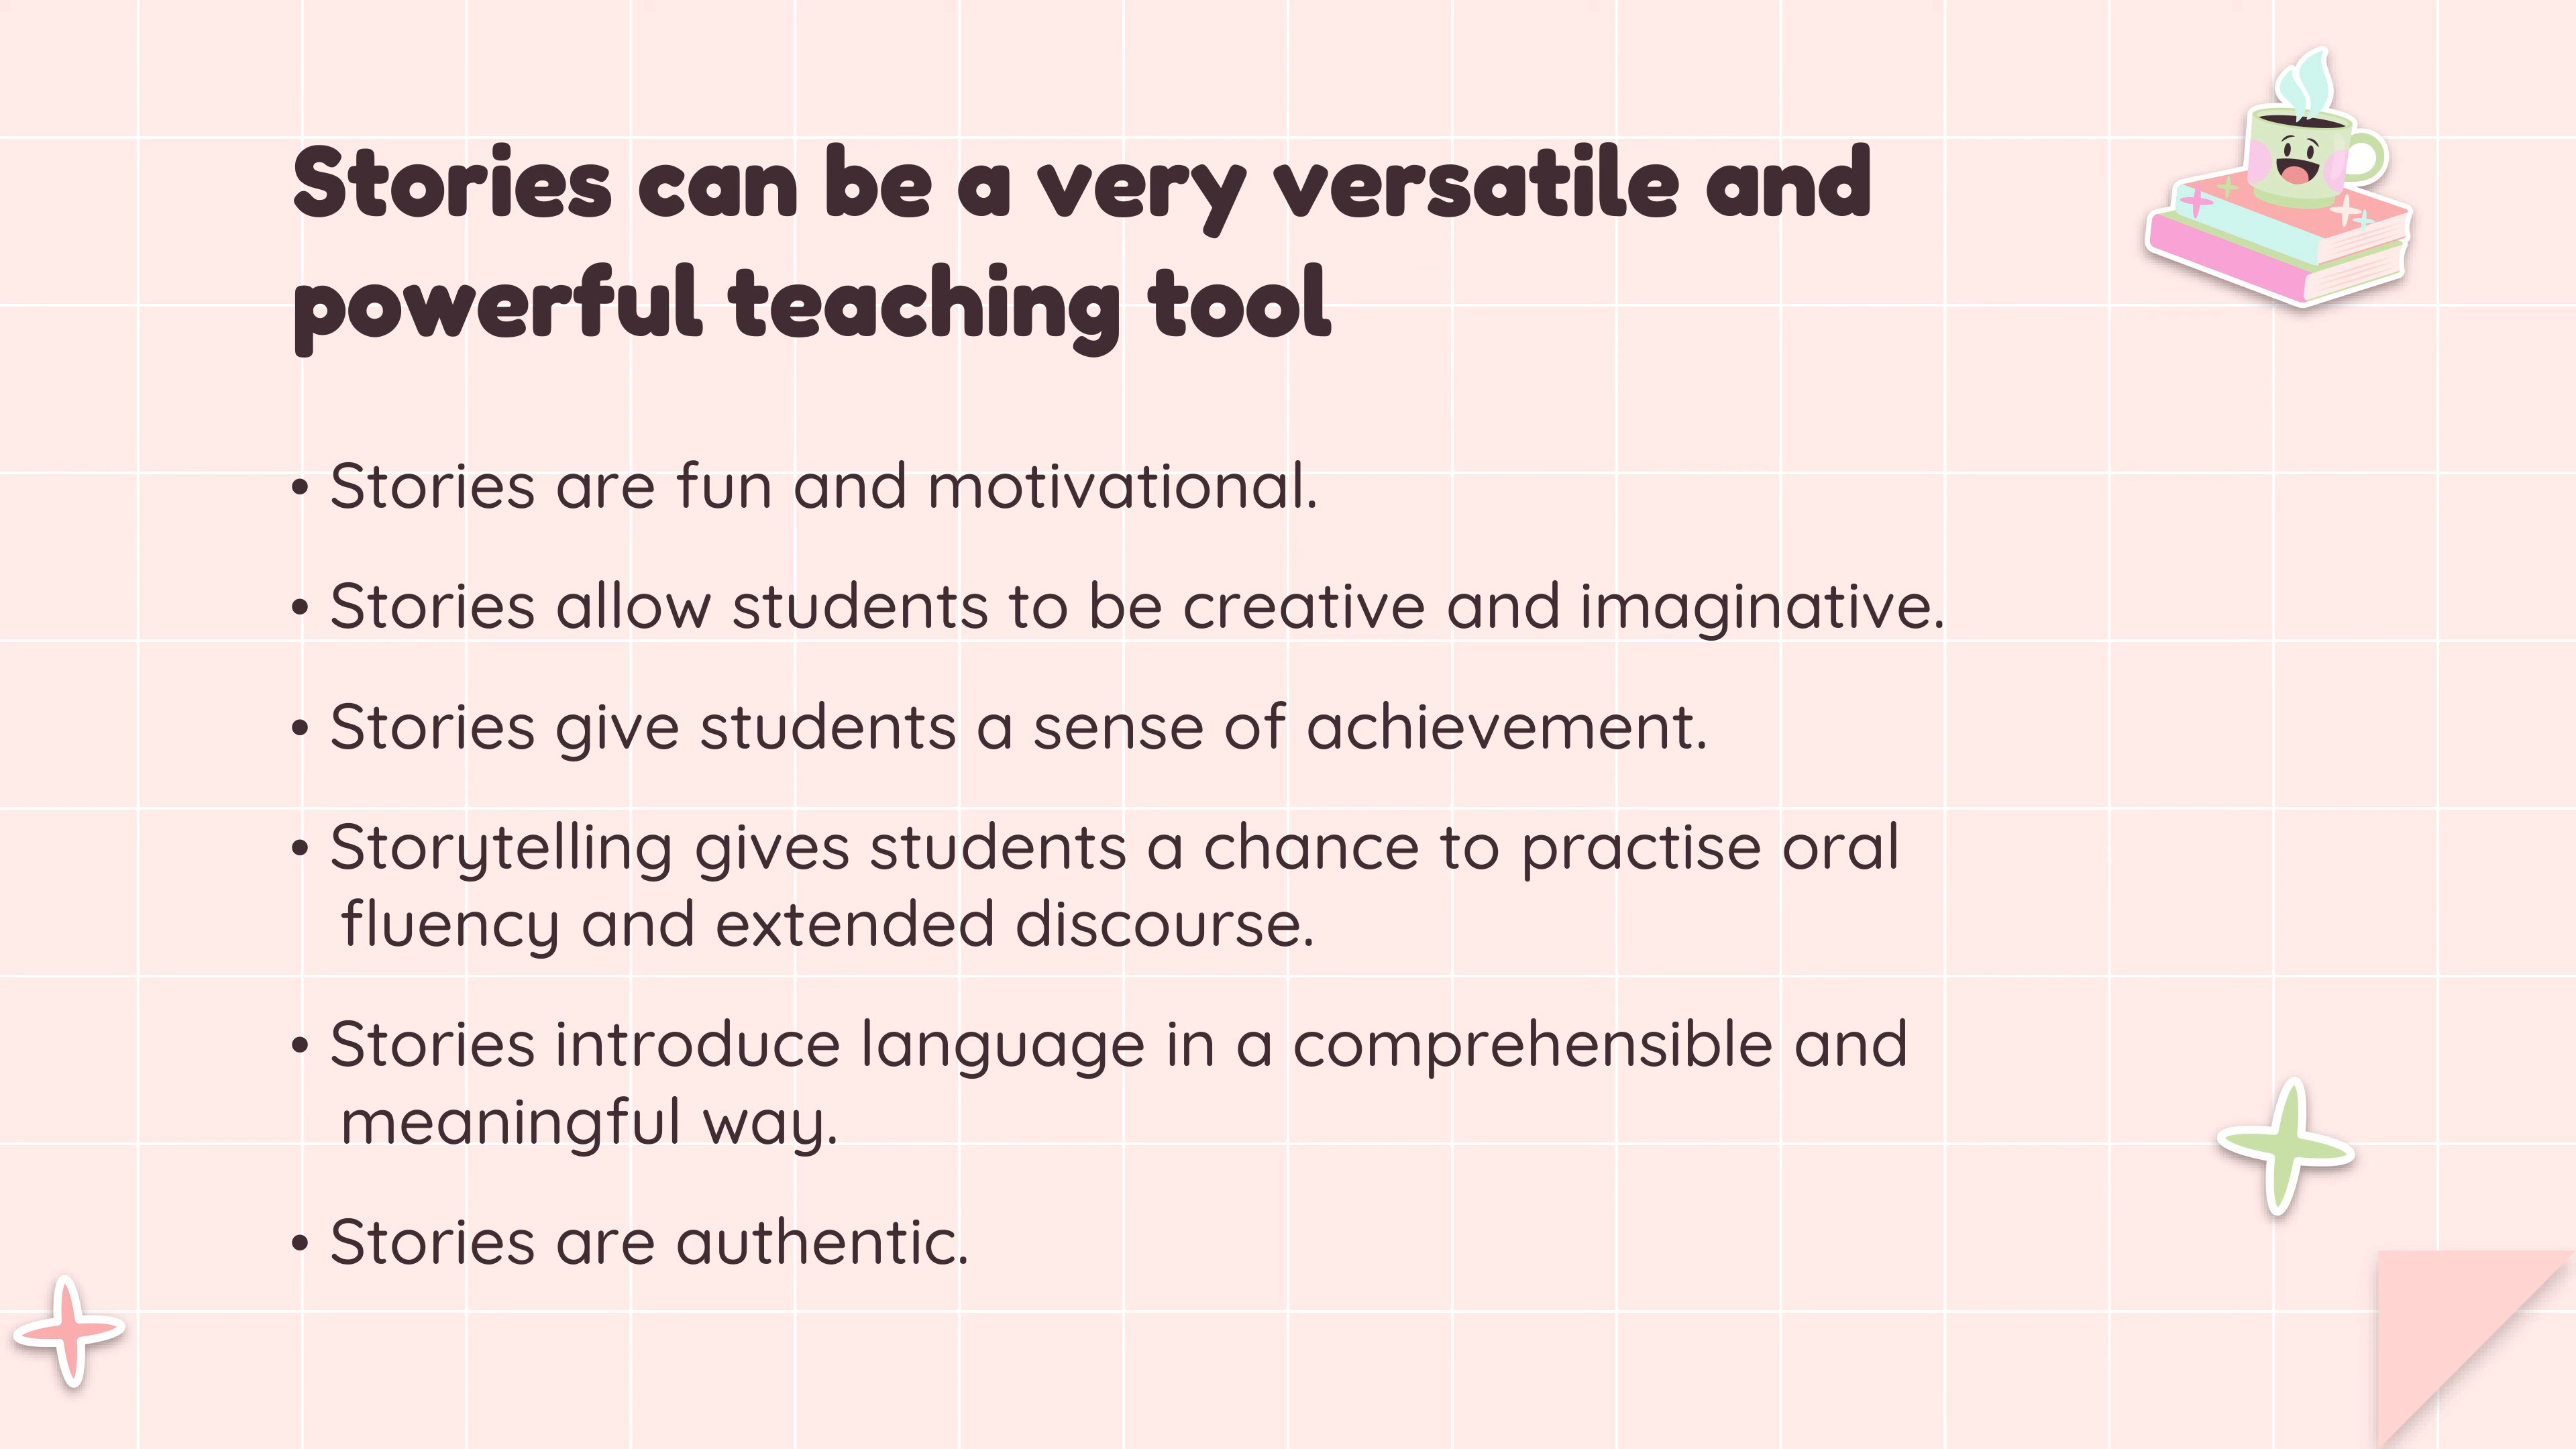 Stories can be a very versatile and
powerful teaching tool
• Stories are fun and motivational.
• Stories allow students to be creative and imaginative.
• Stories give students a sense of achievement.
• Storytelling gives students a chance to practise oral
fluency and extended discourse.
• Stories introduce language in a comprehensible and
meaningful way.
• Stories are authentic.